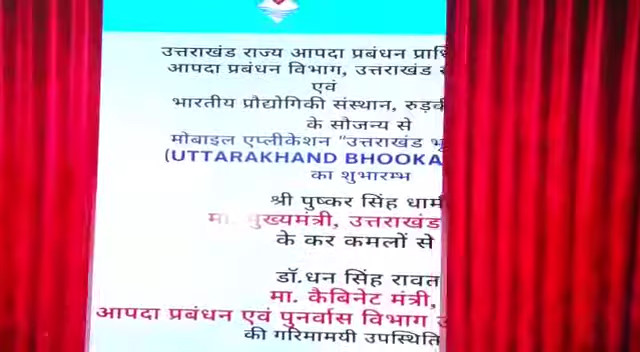 उत्तराखंड राज्य आपदा प्रबंधन
आपदा प्रबंधन विभाग, उत्तराखंड
एवं
भारतीय प्रौद्योगिकी संस्थान,
के सौजन्य से
मोबाइल एप्लीकेशन "उत्तराखंड
(UTTARAKHAND BHOOKA
का शुभारम्भ
श्री पुष्कर सिंह
मा. मुख्यमंत्री, उत्तराखंड
के कर कमलों से
डॉ.धन सिंह रावत
मा. कैबिनेट मंत्री,
आपदा प्रबंधन एवं पुनर्वास विभाग
की गरिमामयी उपस्थिति